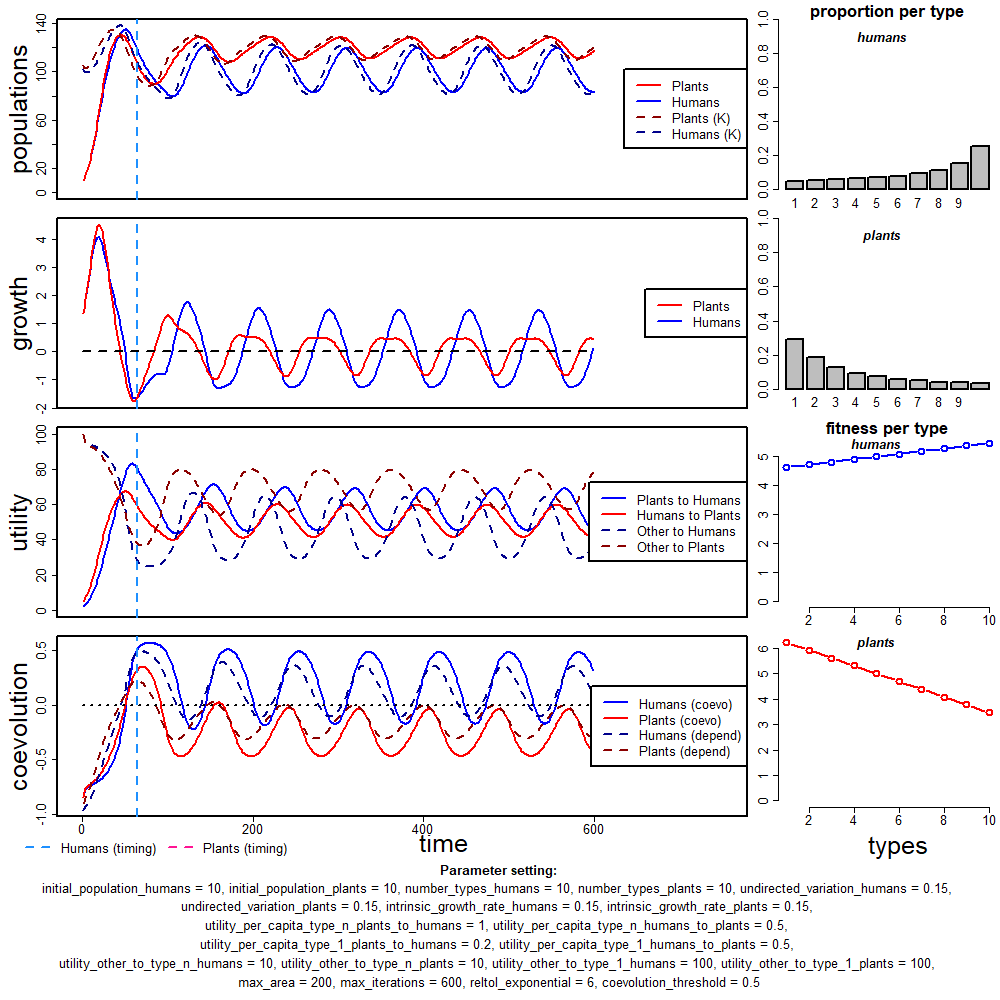 populations
0
20
60
100
140
Plants
Humans
Plants (K)
Humans (K)
growth
-2
-1
0
1
2
3
4
Plants
Humans
utility
0
20
40
60
80
100
Plants to Humans
Humans to Plants
Other to Humans
Other to Plants
coevolution
-1.0
-0.5
0.0
0.5
Humans (coevo)
Plants (coevo)
Humans (depend)
Plants (depend)
0
200
400
600
time
Humans (timing)
Plants (timing)
proportion per type
humans
0.0
0.2
0.4
0.6
0.8
1.0
1 2 3 4 5 6 7 8 9
plants
0.0
0.2
0.4
0.6
0.8
1.0
1 2 3 4 5 6 7 8 9
fitness per type
humans
0
1
2
3
4
5
2 4 6 8 10
plants
0
1
2
3
4
5
6
2 4 6 8 10
types
Parameter setting:
initial_population_humans = 10, initial_population_plants = 10, number_types_humans = 10, number_types_plants = 10, undirected_variation_humans = 0.15,
undirected_variation_plants = 0.15, intrinsic_growth_rate_humans = 0.15, intrinsic_growth_rate_plants = 0.15,
utility_per_capita_type_n_plants_to_humans = 1, utility_per_capita_type_n_humans_to_plants = 0.5,
utility_per_capita_type_1_plants_to_humans = 0.2, utility_per_capita_type_1_humans_to_plants = 0.5,
utility_other_to_type_n_humans = 10, utility_other_to_type_n_plants = 10, utility_other_to_type_1_humans = 100, utility_other_to_type_1_plants = 100,
max_area = 200, max_iterations = 600, reltol_exponential = 6, coevolution_threshold = 0.5